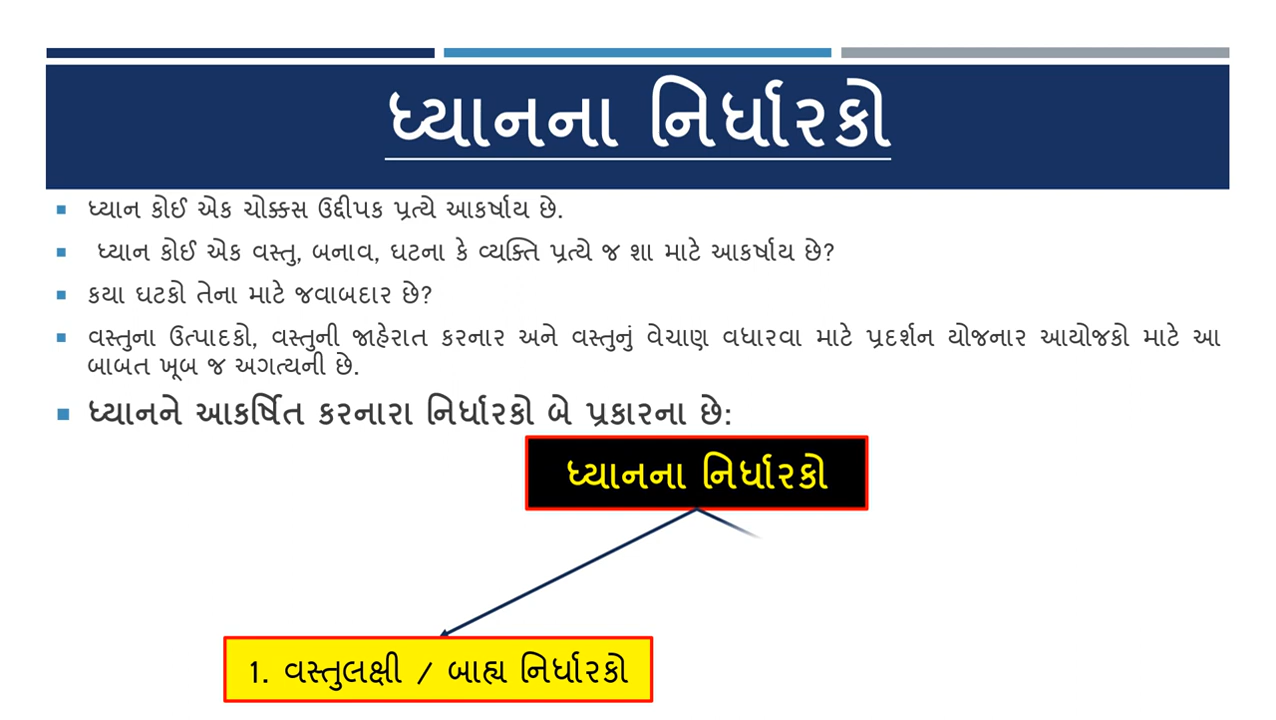 ધ્યાનના નિર્ધારકો
ધ્યાન કોઈ એક ચોક્કસ ઉદ્દીપક પ્રત્યે આકર્ષાય છે.
ધ્યાન કોઈ એક વસ્તુ, બનાવ, ઘટના કે વ્યક્તિ પ્રત્યે જ શા માટે આકર્ષાય છે?
કયા ઘટકો તેના માટે જવાબદાર છે?
વસ્તુના ઉત્પાદકો, વસ્તુની જાહેરાત કરનાર અને વસ્તુનું વેચાણ વધારવા માટે પ્રદર્શન યોજનાર આયોજકો માટે આ
બાબત ખૂબ જ અગત્યની છે.
ધ્યાનને આકર્ષિત કરનારા નિર્ધારકો બે પ્રકારના છે:
ધ્યાનના નિર્ધારકો
1. વસ્તુલક્ષી / બાહ્ય નિર્ધારકો